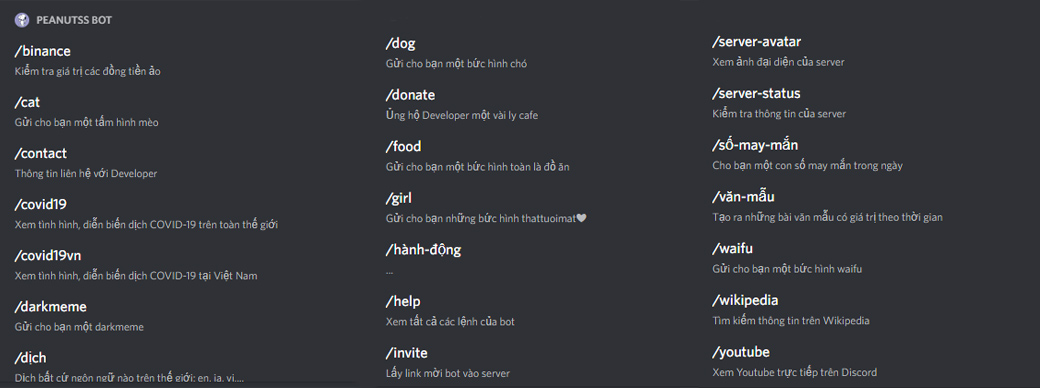 PEANUTSS BOT
/binance
Kiểm tra giá trị các đồng tiền ảo
/cat
Gửi cho bạn một tấm hình mèo
/contact
Thông tin liên hệ với Developer
/covid19
Xem tình hình, diễn biến dịch COVID-19 trên toàn thế giới
/covid19vn
Xem tình hình, diễn biến dịch COVID-19 tại Việt Nam
/darkmeme
Gửi cho bạn một darkmeme
/dịch
Dịch bất cứ ngôn ngữ nào trên thế giới: en, ja, vi,...
/dog
Gửi cho bạn một bức hình chó
/donate
Ủng hộ Developer một vài ly cafe
/food
Gửi cho bạn một bức hình toàn là đồ ăn
/girl
Gửi cho bạn những bức hình thattuoimat🤍
/hành-động
...
/help
Xem tất cả các lệnh của bot
/invite
Lấy link mời bot vào server
/server-avatar
Xem ảnh đại diện của server
/server-status
Kiểm tra thông tin của server
/số-may-mắn
Cho bạn một con số may mắn trong ngày
/văn-mẫu
Tạo ra những bài văn mẫu có giá trị theo thời gian
/waifu
Gửi cho bạn một bức hình waifu
/wikipedia
Tìm kiếm thông tin trên Wikipedia
/youtube
Xem Youtube trực tiếp trên Discord